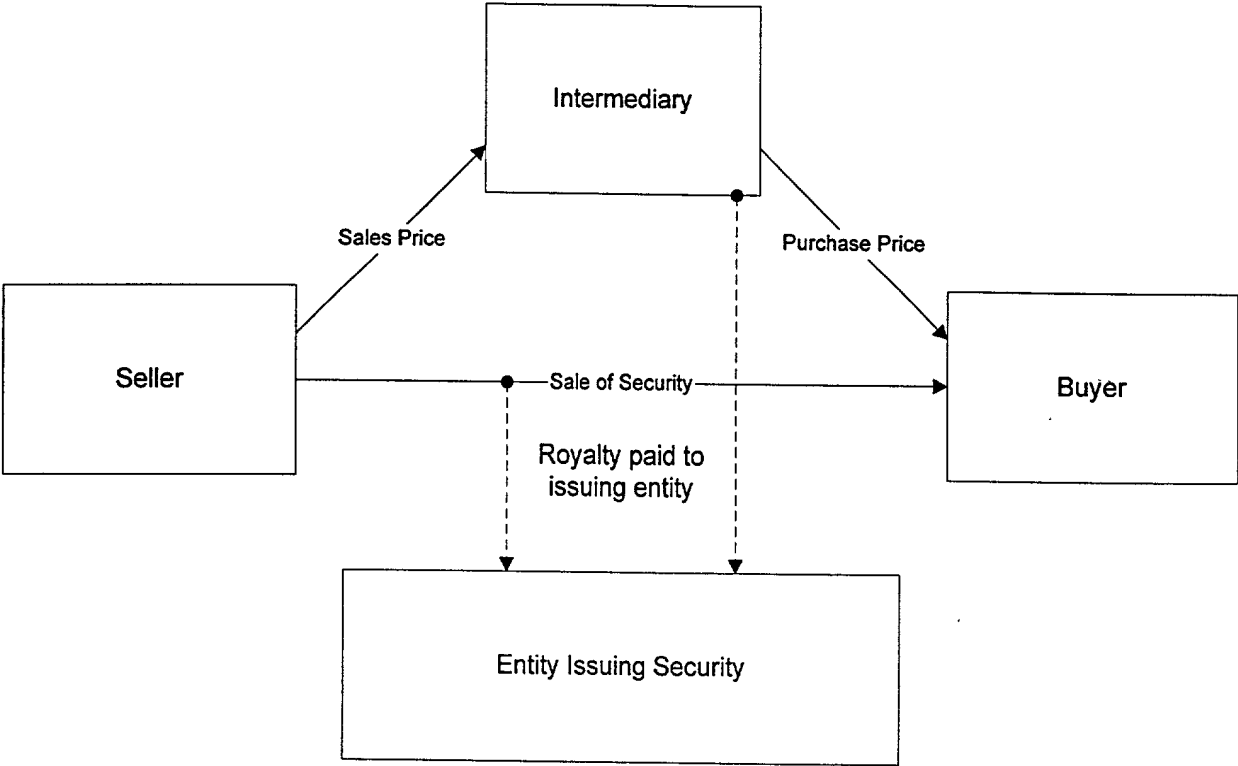 Intermediary
Sales Price
Purchase Price
Seller
Sale of Security
Buyer
Royalty paid to
issuing entity
Entity Issuing Security